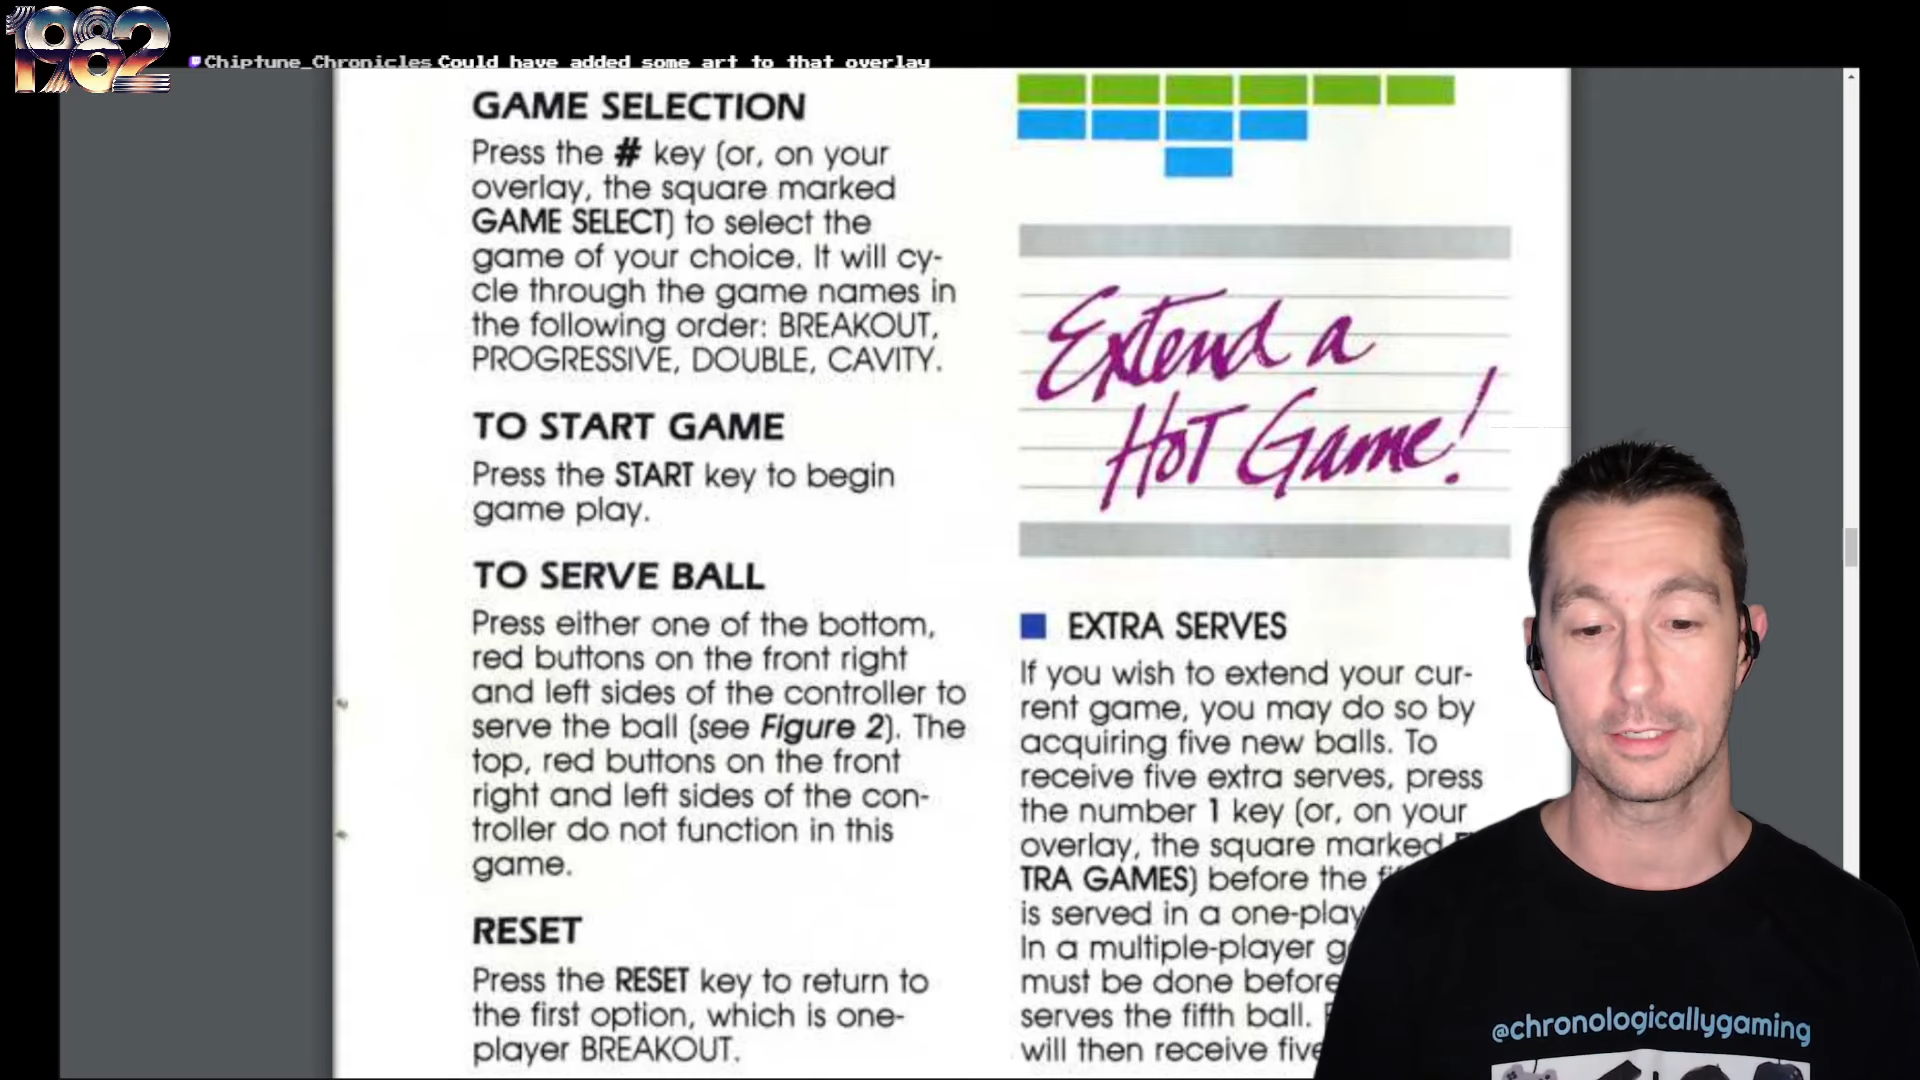 1982
Chiptune_Chronicles Could have added some art to that overlay
GAME SELECTION
Press the # key (or, on your
overlay, the square marked
GAME SELECT) to select the
game of your choice. It will cy-
cle through the game names in
the following order: BREAKOUT,
PROGRESSIVE, DOUBLE, CAVITY.
TO START GAME
Press the START key to begin
game play.
TO SERVE BALL
Press either one of the bottom,
red buttons on the front right
and left sides of the controller to
serve the ball (see Figure 2). The
top, red buttons on the front
right and left sides of the con-
troller do not function in this
game.
RESET
Press the RESET key to return to
the first option, which is one-
player BREAKOUT.
Extend a
Hot Game!
EXTRA SERVES
If you wish to extend your cur-
rent game, you may do so by
acquiring five new balls. To
receive five extra serves, press
the number 1 key (or, on your
overlay, the square marked
TRA GAMES) before the
is served in a one-play
In a multiple-player
must be done before
serves the fifth ball.
will then receive five
@chronologicallygaming